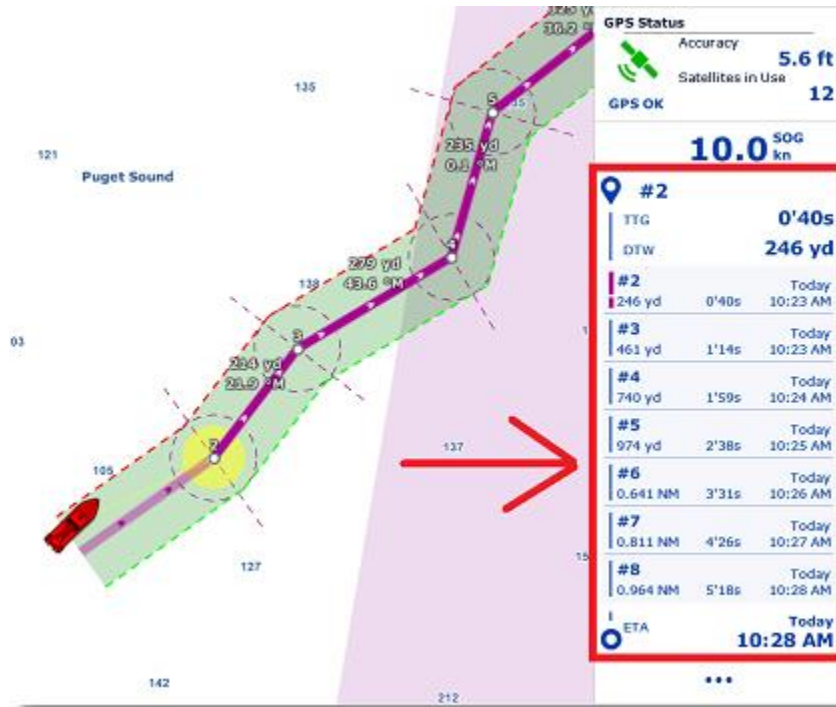 36.2 °M
135
121
Puget Sound
5
235 yd
0.1 °M
4
279 yd
43.6 °M
138
03
3
214 yd
21.9 °M
2
105
137
127
142
212
GPS Status
Accuracy
5.6 ft
Satellites in Use
12
GPS OK
10.0 SOG
kn
#2
TTG 0'40s
DTW 246 yd
#2 Today
246 yd 0'40s 10:23 AM
#3 Today
461 yd 1'14s 10:23 AM
#4 Today
740 yd 1'59s 10:24 AM
#5 Today
974 yd 2'38s 10:25 AM
#6 Today
0.641 NM 3'31s 10:26 AM
#7 Today
0.811 NM 4'26s 10:27 AM
#8 Today
0.964 NM 5'18s 10:28 AM
ETA Today
10:28 AM